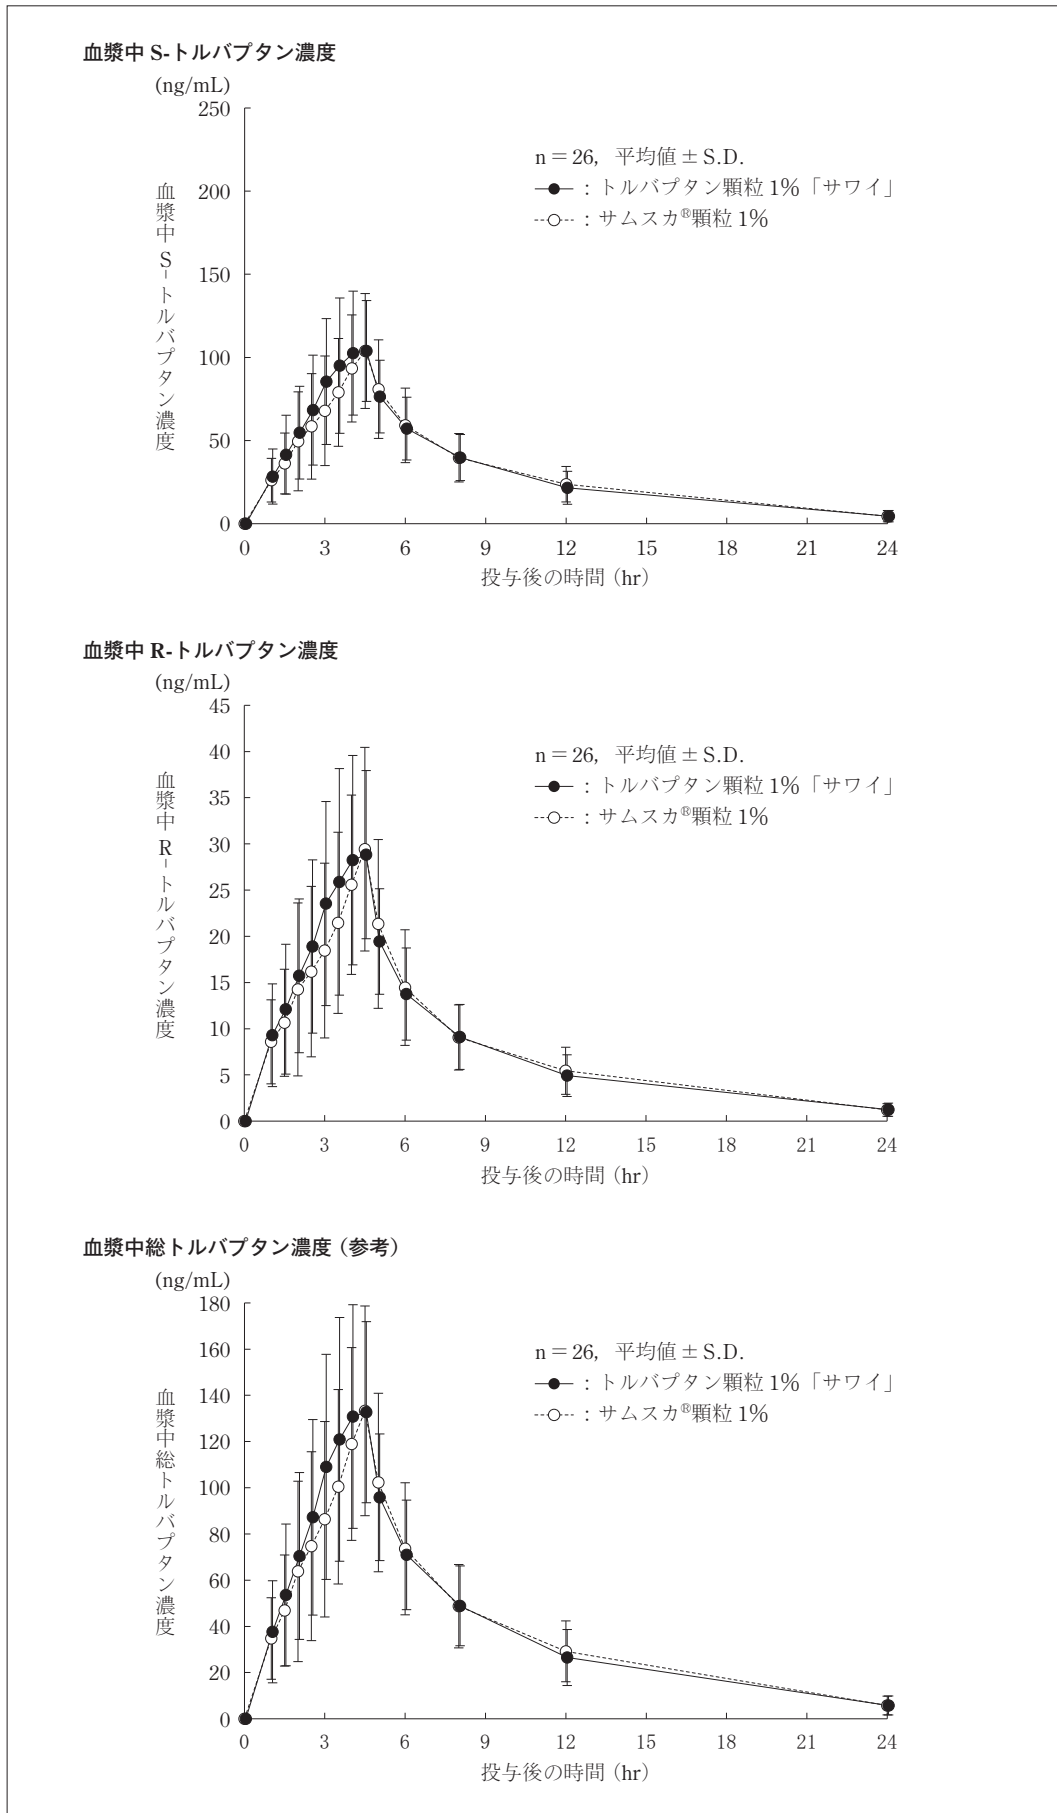 血漿中 S-トルバプタン濃度
(ng/mL)
250
200
150
100
50
0
血漿中S-トルバプタン濃度
n＝26，平均値±S.D.
：トルバプタン顆粒1％「サワイ」
：サムスカ®顆粒1％
0 3 6 9 12 15 18 21 24
投与後の時間（hr）
血漿中 R-トルバプタン濃度
(ng/mL)
45
40
35
30
25
20
15
10
5
0
血漿中R-トルバプタン濃度
n＝26，平均値±S.D.
：トルバプタン顆粒1％「サワイ」
：サムスカ®顆粒1％
0 3 6 9 12 15 18 21 24
投与後の時間（hr）
血漿中総トルバプタン濃度（参考）
(ng/mL)
180
160
140
120
100
80
60
40
20
0
血漿中総トルバプタン濃度
n＝26，平均値±S.D.
：トルバプタン顆粒1％「サワイ」
：サムスカ®顆粒1％
0 3 6 9 12 15 18 21 24
投与後の時間（hr）